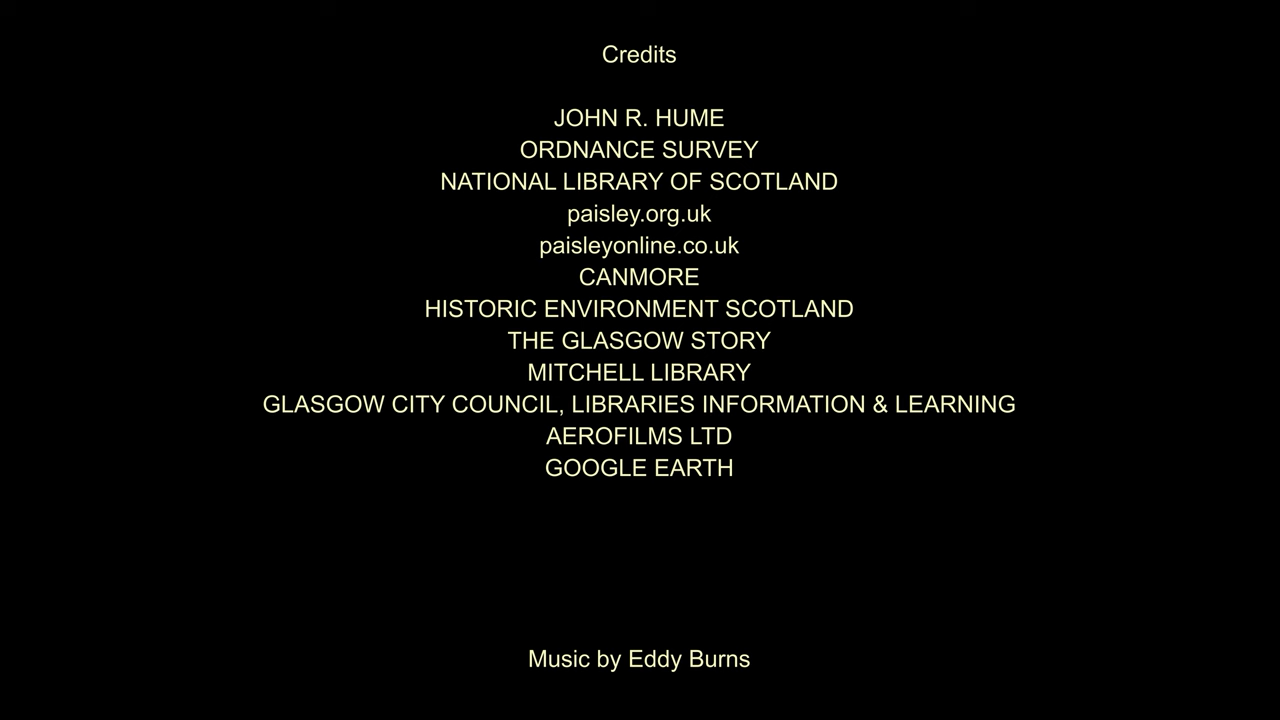 Credits
JOHN R. HUME
ORDNANCE SURVEY
NATIONAL LIBRARY OF SCOTLAND
paisley.org.uk
paisleyonline.co.uk
CANMORE
HISTORIC ENVIRONMENT SCOTLAND
THE GLASGOW STORY
MITCHELL LIBRARY
GLASGOW CITY COUNCIL, LIBRARIES INFORMATION & LEARNING
AEROFILMS LTD
GOOGLE EARTH
Music by Eddy Burns